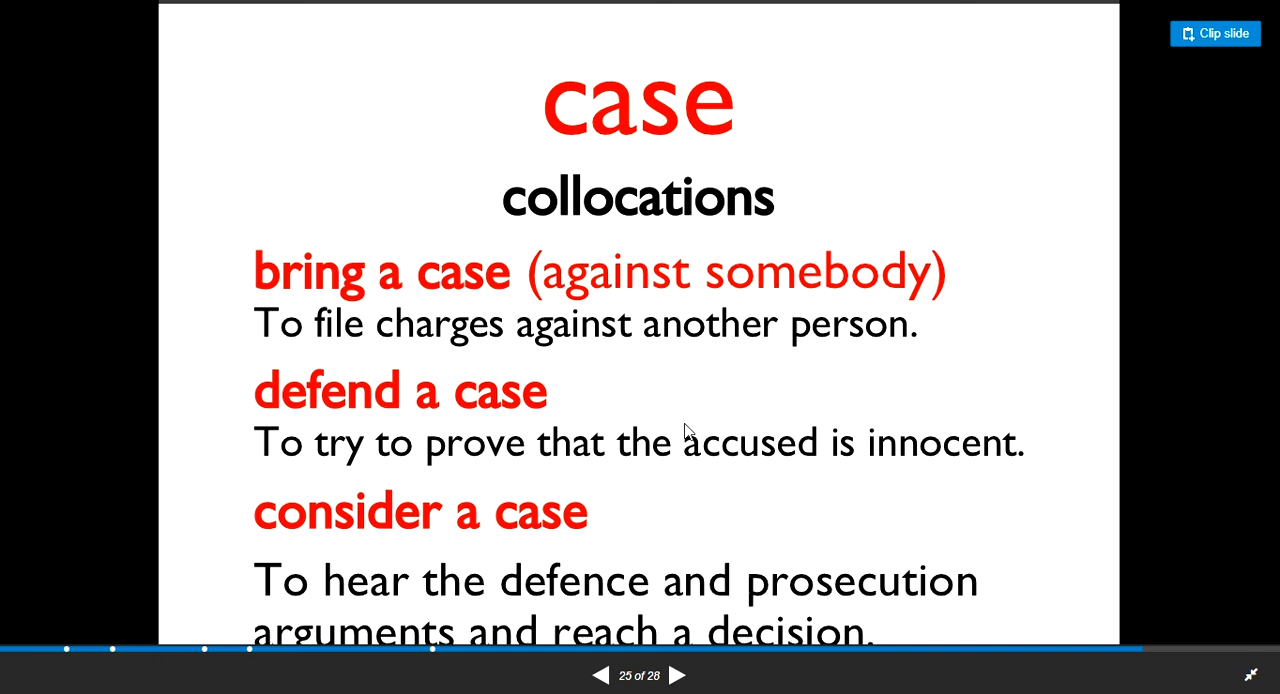 Clip slide
case
collocations
bring a case (against somebody)
To file charges against another person.
defend a case
To try to prove that the accused is innocent.
consider a case
To hear the defence and prosecution
arguments and reach a decision.
25 of 28